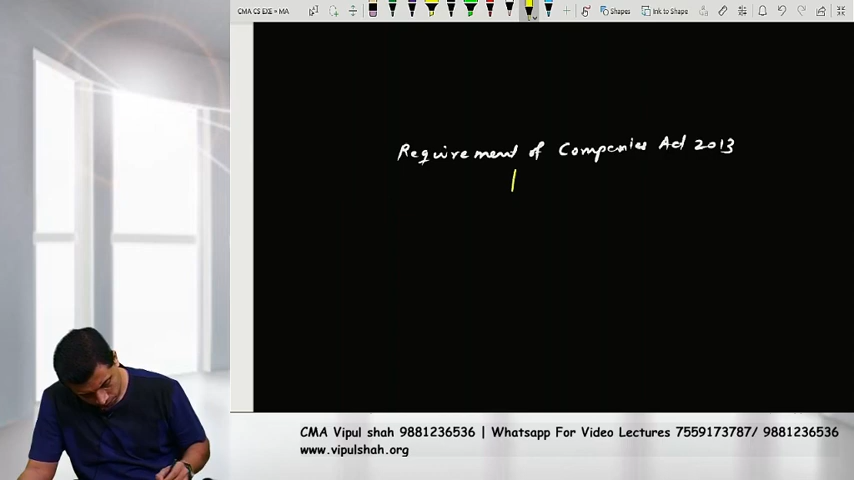 CMA CS EXE = MA
Shapes
Ink to Shape
Requirement of Companies Act 2013
CMA Vipul shah 9881236536 | Whatsapp For Video Lectures 7559173787/ 9881236536
www.vipulshah.org